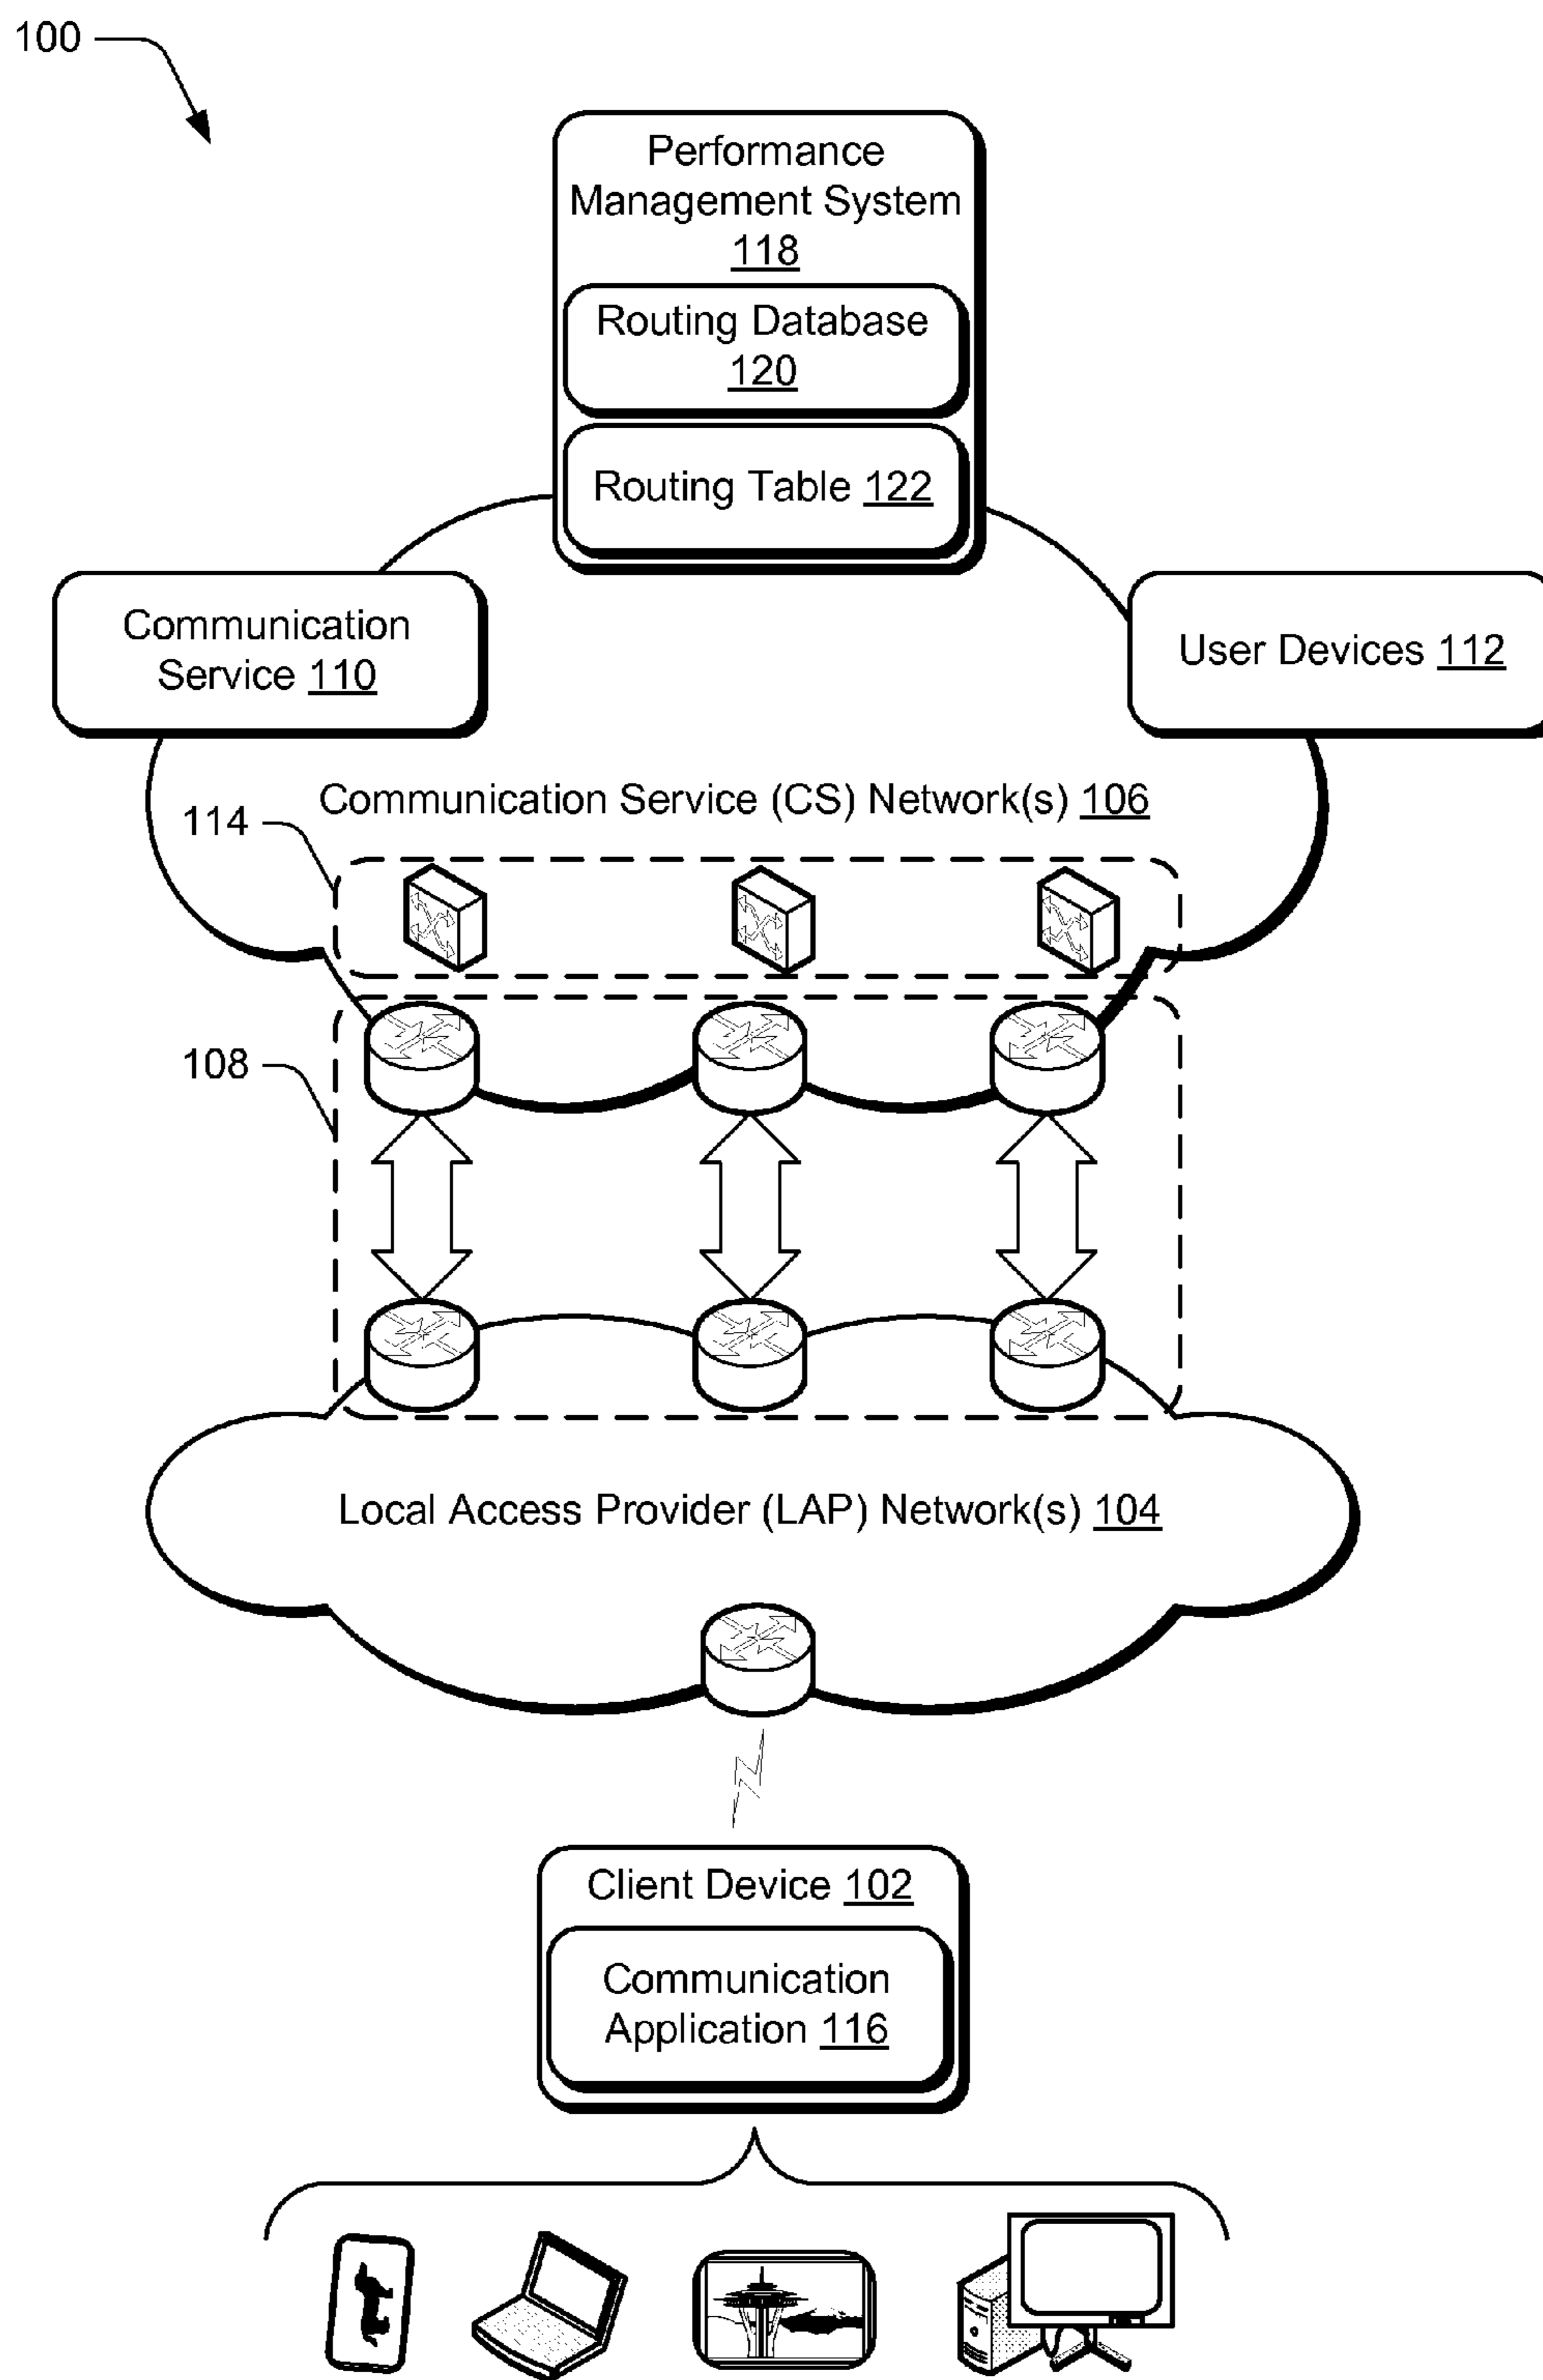 100
Performance
Management System
118
Routing Database
120
Routing Table 122
Communication
Service 110
User Devices 112
Communication Service (CS) Network(s) 106
114
108
Local Access Provider (LAP) Network(s) 104
Client Device 102
Communication
Application 116